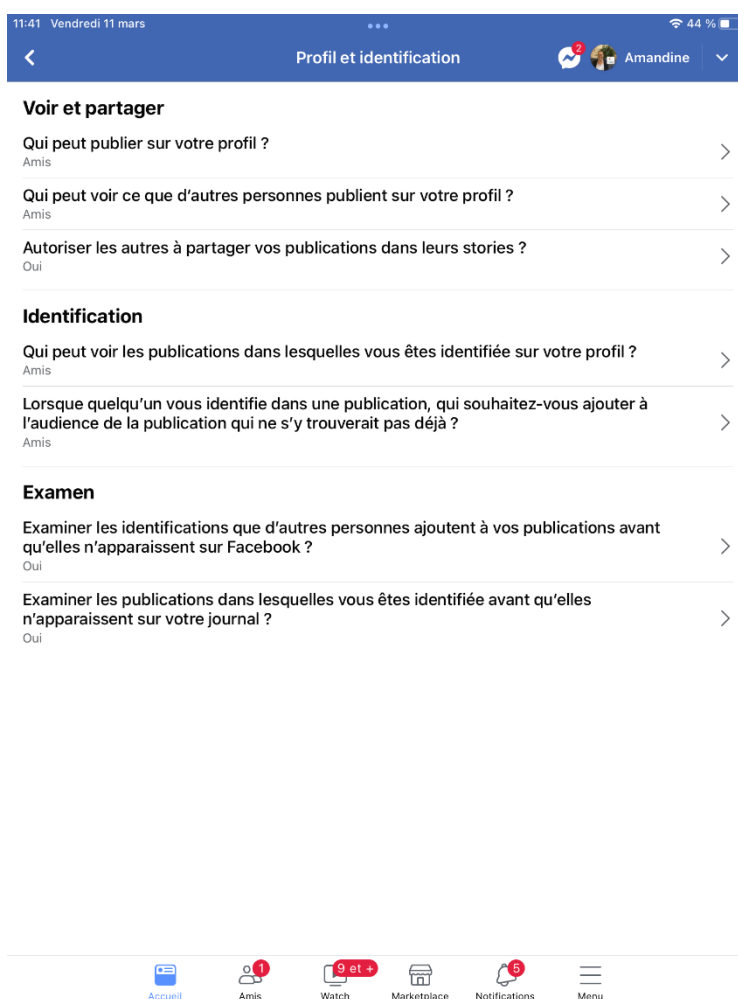 11:41 Vendredi 11 mars
44 %
Profil et identification
2
Amandine
Voir et partager
Qui peut publier sur votre profil ?
Amis
Qui peut voir ce que d'autres personnes publient sur votre profil ?
Amis
Autoriser les autres à partager vos publications dans leurs stories ?
Oui
Identification
Qui peut voir les publications dans lesquelles vous êtes identifiée sur votre profil ?
Amis
Lorsque quelqu'un vous identifie dans une publication, qui souhaitez-vous ajouter à
l'audience de la publication qui ne s'y trouverait pas déjà ?
Amis
Examen
Examiner les identifications que d'autres personnes ajoutent à vos publications avant
qu'elles n'apparaissent sur Facebook ?
Oui
Examiner les publications dans lesquelles vous êtes identifiée avant qu'elles
n'apparaissent sur votre journal ?
Oui
1
9 et +
5
Accueil
Amis
Watch
Marketplace
Notifications
Menu